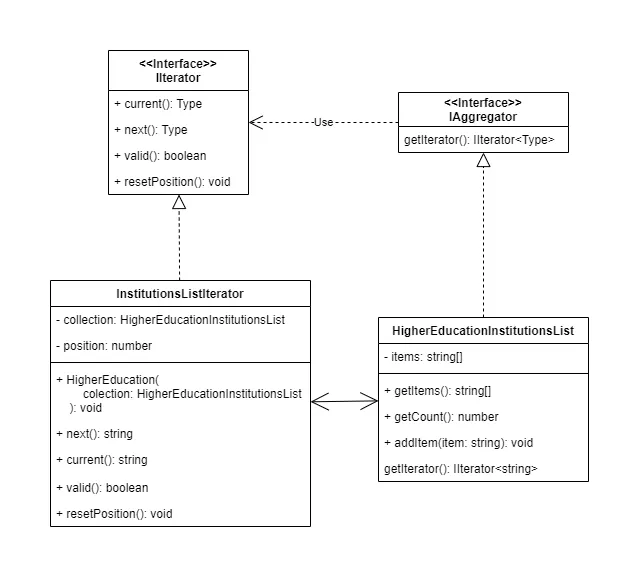 <<Interface>>
IIterator
+ current(): Type
+ next(): Type
+ valid(): boolean
+ resetPosition(): void
Use
<<Interface>>
IAggregator
getIterator(): IIterator<Type>
InstitutionsListIterator
- collection: HigherEducationInstitutionsList
- position: number
+ HigherEducation(
colection: HigherEducationInstitutionsList
): void
+ next(): string
+ current(): string
+ valid(): boolean
+ resetPosition(): void
HigherEducationInstitutionsList
- items: string[]
+ getItems(): string[]
+ getCount(): number
+ addItem(item: string): void
getIterator(): IIterator<string>